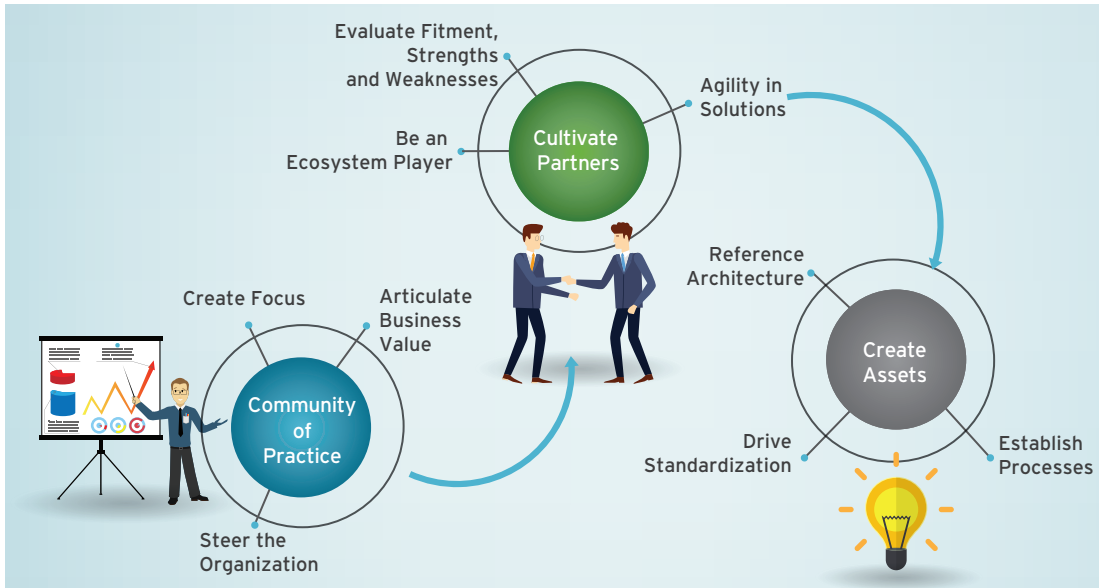 Evaluate Fitment,
Strengths
and Weaknesses
Be an
Ecosystem Player
Agility in
Solutions
Cultivate
Partners
Create Focus
Articulate
Business
Value
Community
of
Practice
Steer the
Organization
Reference
Architecture
Create
Assets
Drive
Standardization
Establish
Processes